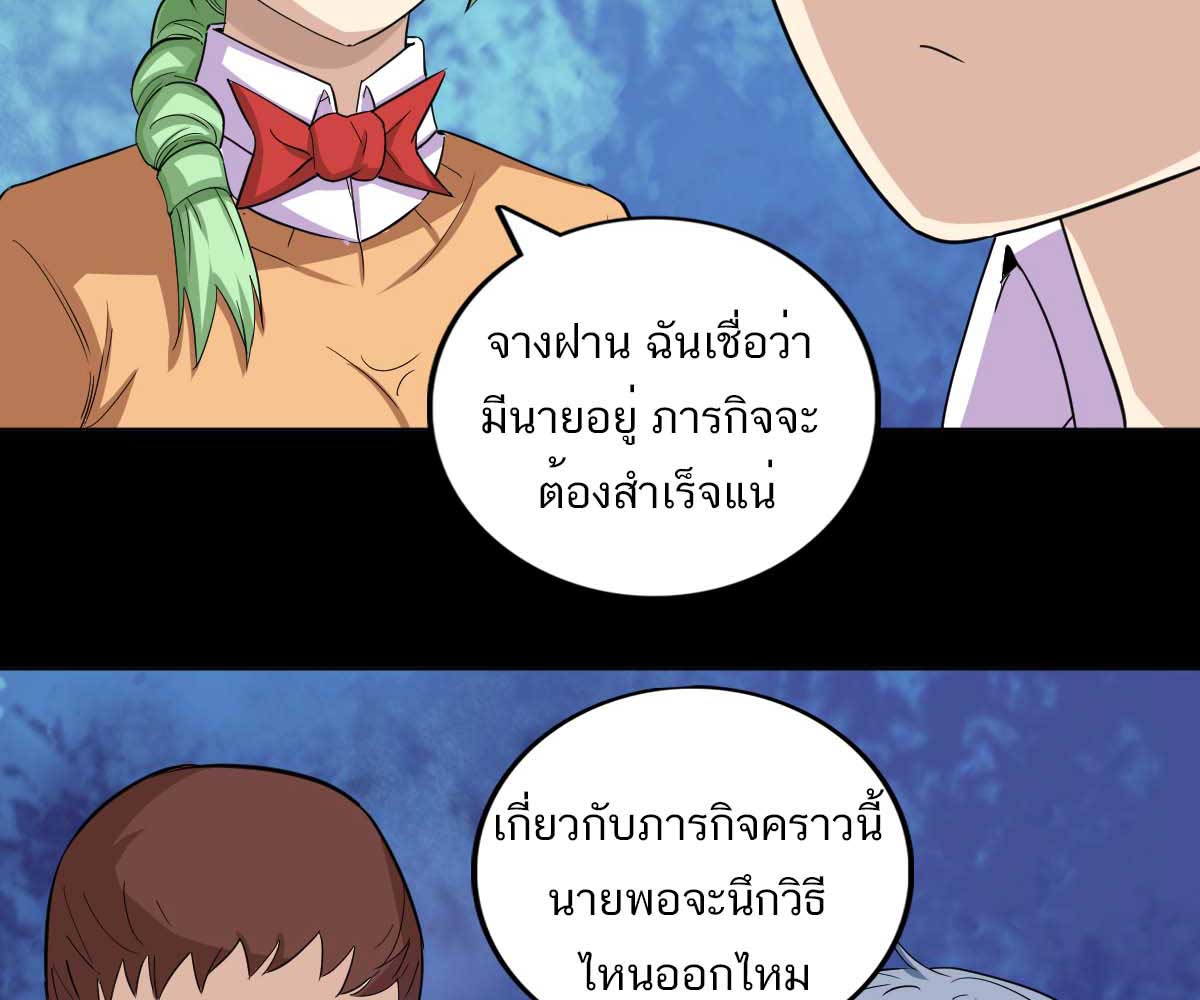 จางฝาน ฉันเชื่อว่า
มีนายอยู่ ภารกิจจะ
ต้องสำเร็จแน่
เกี่ยวกับภารกิจคราวนี้
นายพอจะนึกวิธี
ไหนออกไหม